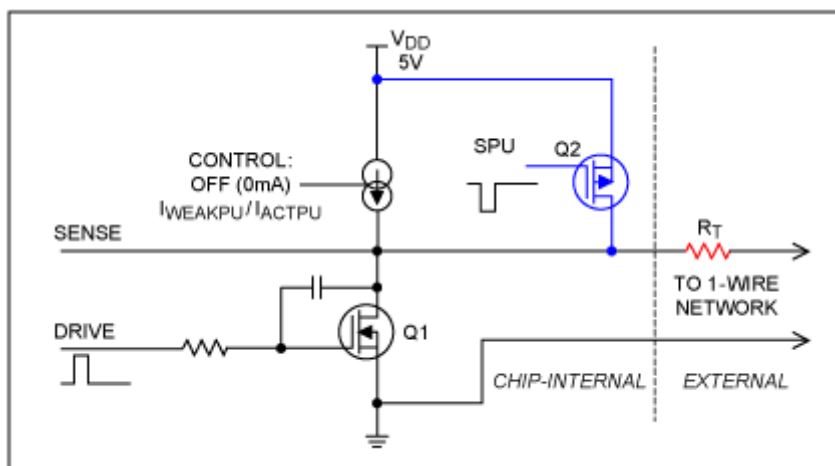 VDD
5V
CONTROL:
OFF (0mA)
IWEAKPU/IACTPU
SPU
Q2
SENSE
RT
TO 1-WIRE
NETWORK
DRIVE
Q1
CHIP-INTERNAL
EXTERNAL